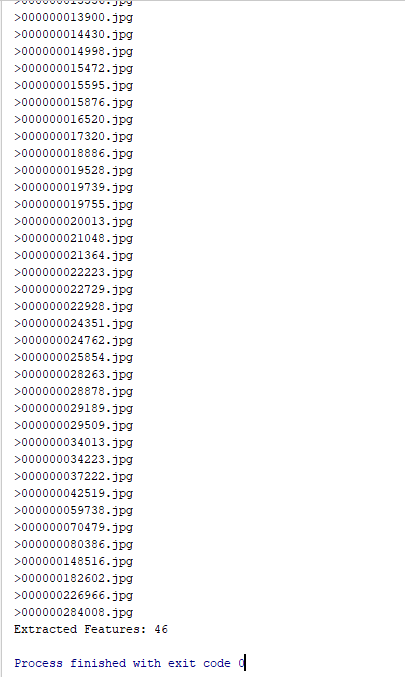 >000000013900.jpg
>000000014430.jpg
>000000014998.jpg
>000000015472.jpg
>000000015595.jpg
>000000015876.jpg
>000000016520.jpg
>000000017320.jpg
>000000018886.jpg
>000000019528.jpg
>000000019739.jpg
>000000019755.jpg
>000000020013.jpg
>000000021048.jpg
>000000021364.jpg
>000000022223.jpg
>000000022729.jpg
>000000022928.jpg
>000000024351.jpg
>000000024762.jpg
>000000025854.jpg
>000000028263.jpg
>000000028878.jpg
>000000029189.jpg
>000000029509.jpg
>000000034013.jpg
>000000034223.jpg
>000000037222.jpg
>000000042519.jpg
>000000059738.jpg
>000000070479.jpg
>000000080386.jpg
>000000148516.jpg
>000000182602.jpg
>000000226966.jpg
>000000284008.jpg
Extracted Features: 46
Process finished with exit code 0